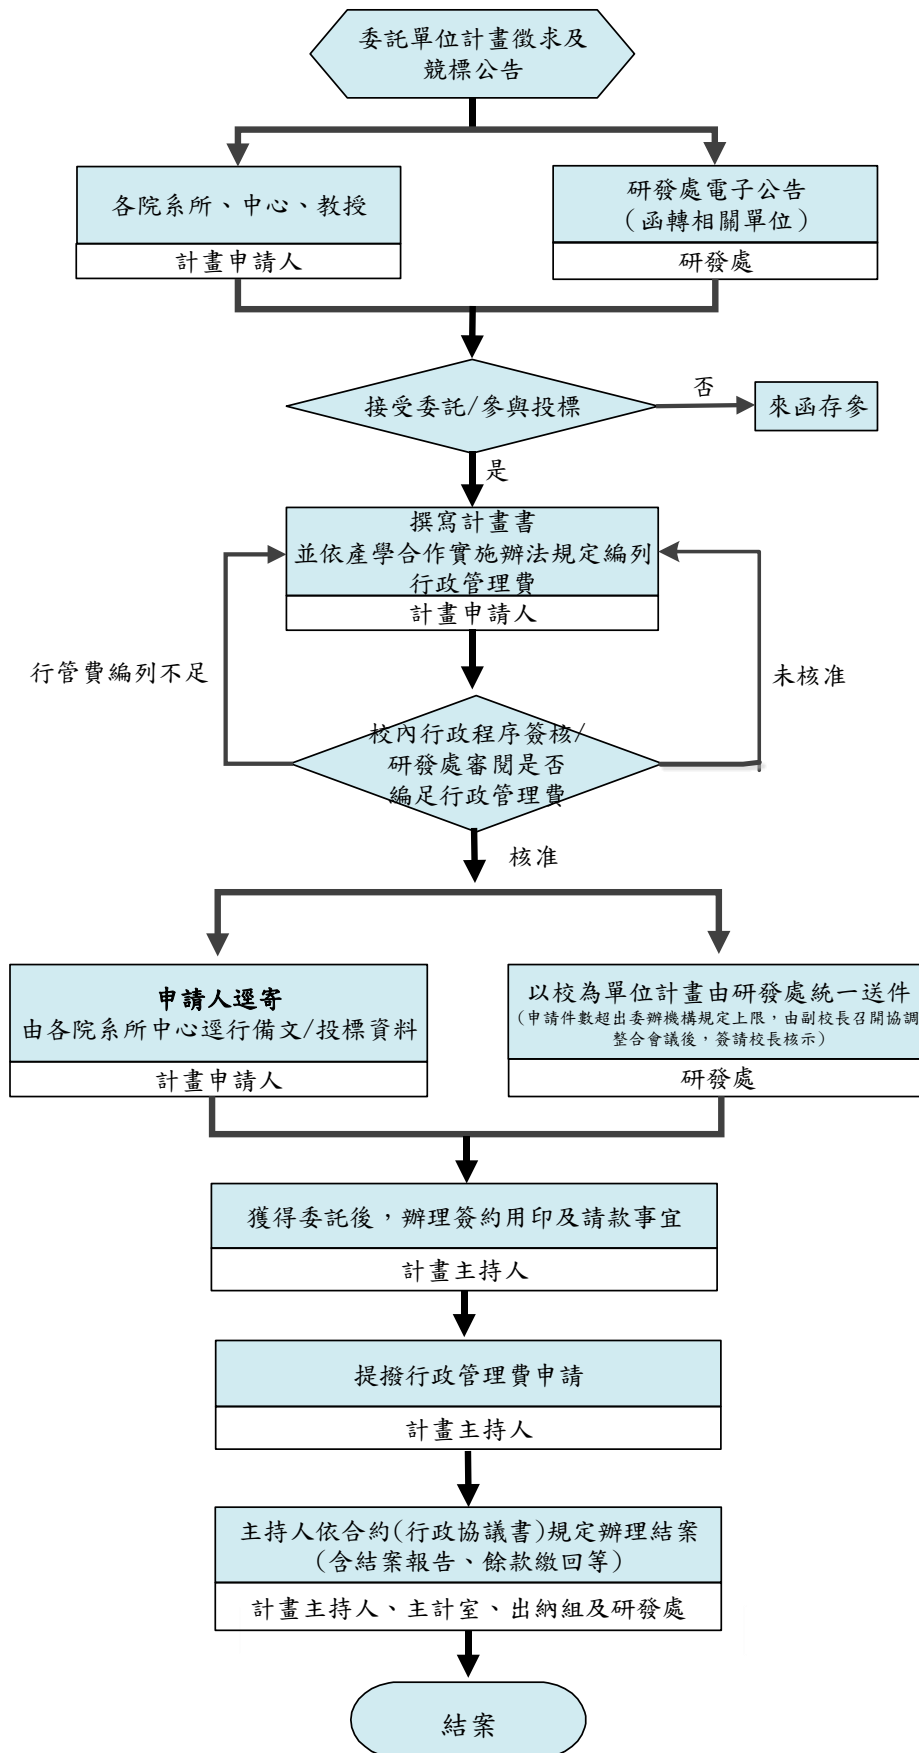 委託單位計畫徵求及
競標公告
各院系所、中心、教授
計畫申請人
研發處電子公告
（函轉相關單位）
研發處
接受委託/參與投標
否
來函存參
是
撰寫計畫書
並依產學合作實施辦法規定編列
行政管理費
計畫申請人
行管費編列不足
未核准
校內行政程序簽核/
研發處審閱是否
編足行政管理費
核准
申請人逕寄
由各院系所中心逕行備文/投標資料
計畫申請人
以校為單位計畫由研發處統一送件
（申請件數超出委辦機構規定上限，由副校長召開協調
整合會議後，簽請校長核示）
研發處
獲得委託後，辦理簽約用印及請款事宜
計畫主持人
提撥行政管理費申請
計畫主持人
主持人依合約(行政協議書)規定辦理結案
（含結案報告、餘款繳回等）
計畫主持人、主計室、出納組及研發處
結案